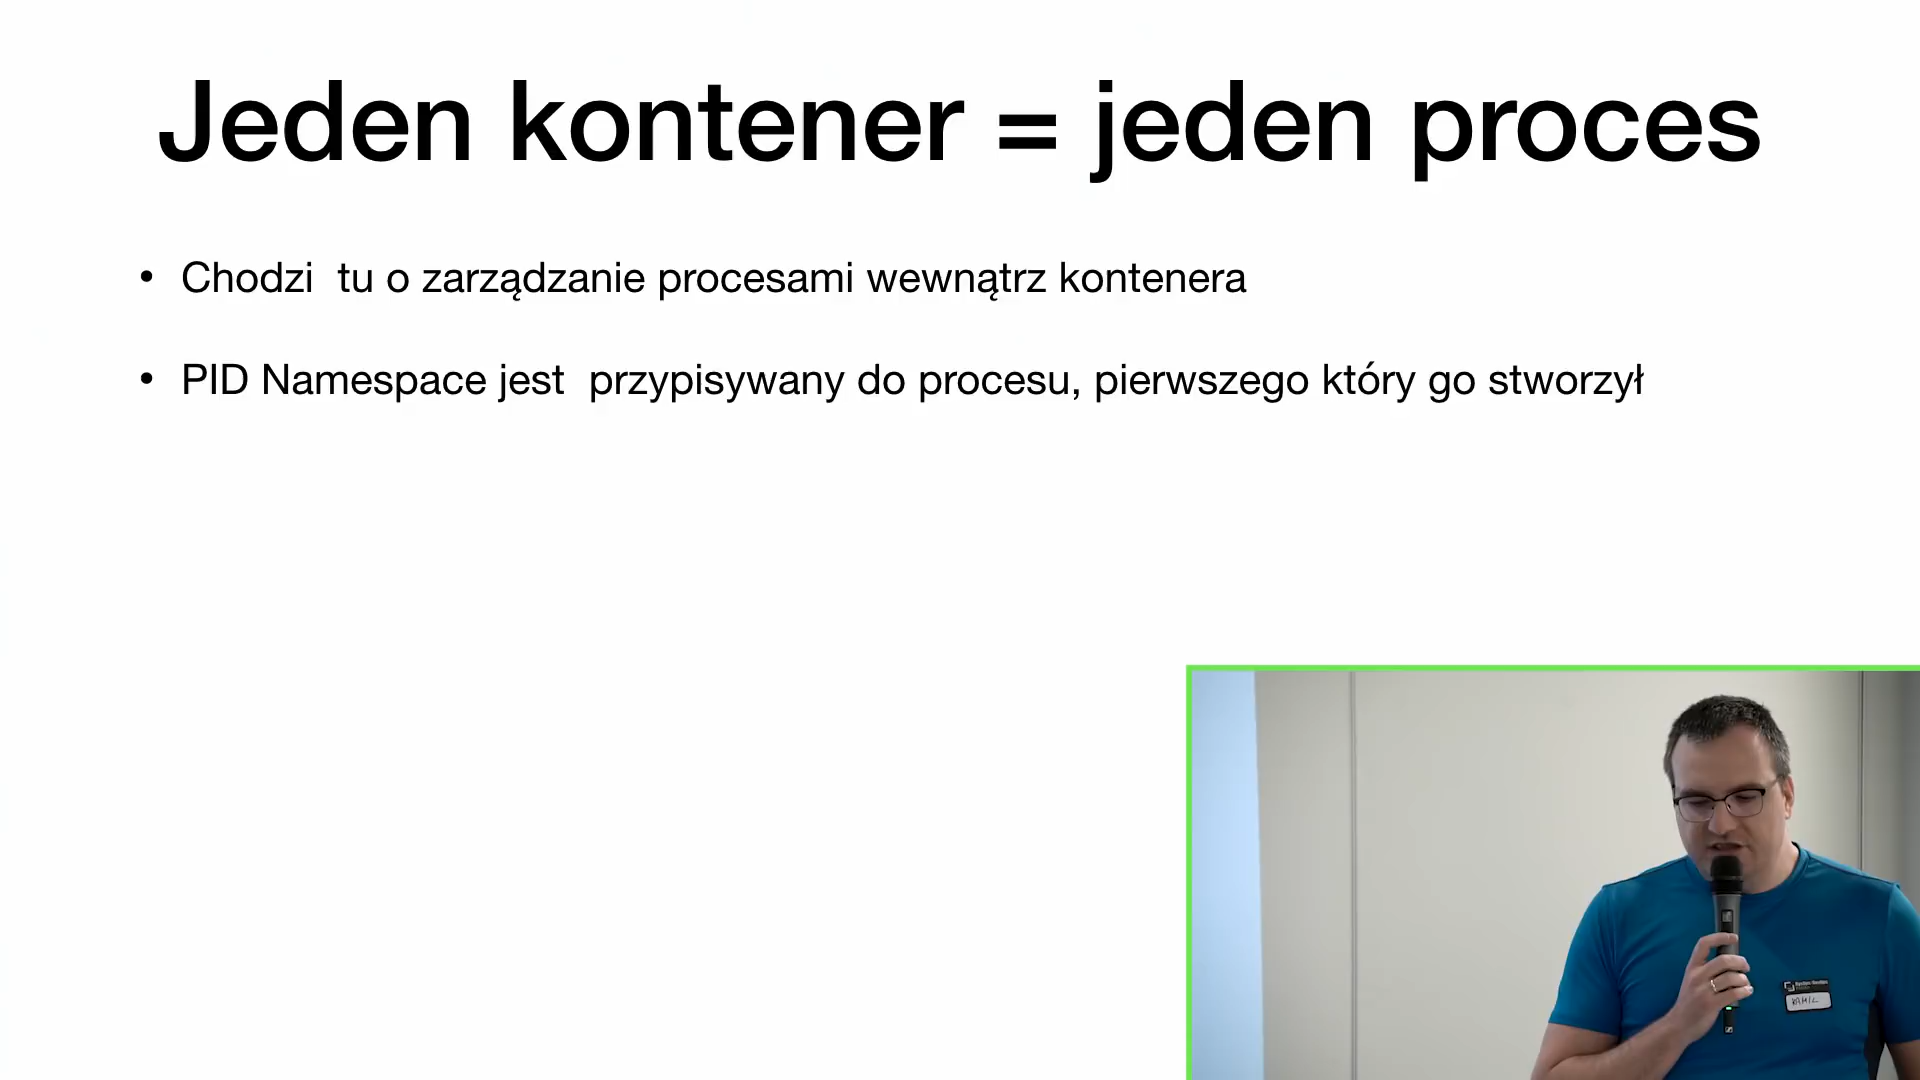 Jeden kontener = jeden proces
• Chodzi  tu o zarządzanie procesami wewnątrz kontenera
• PID Namespace jest  przypisywany do procesu, pierwszego który go stworzył
KAMIL